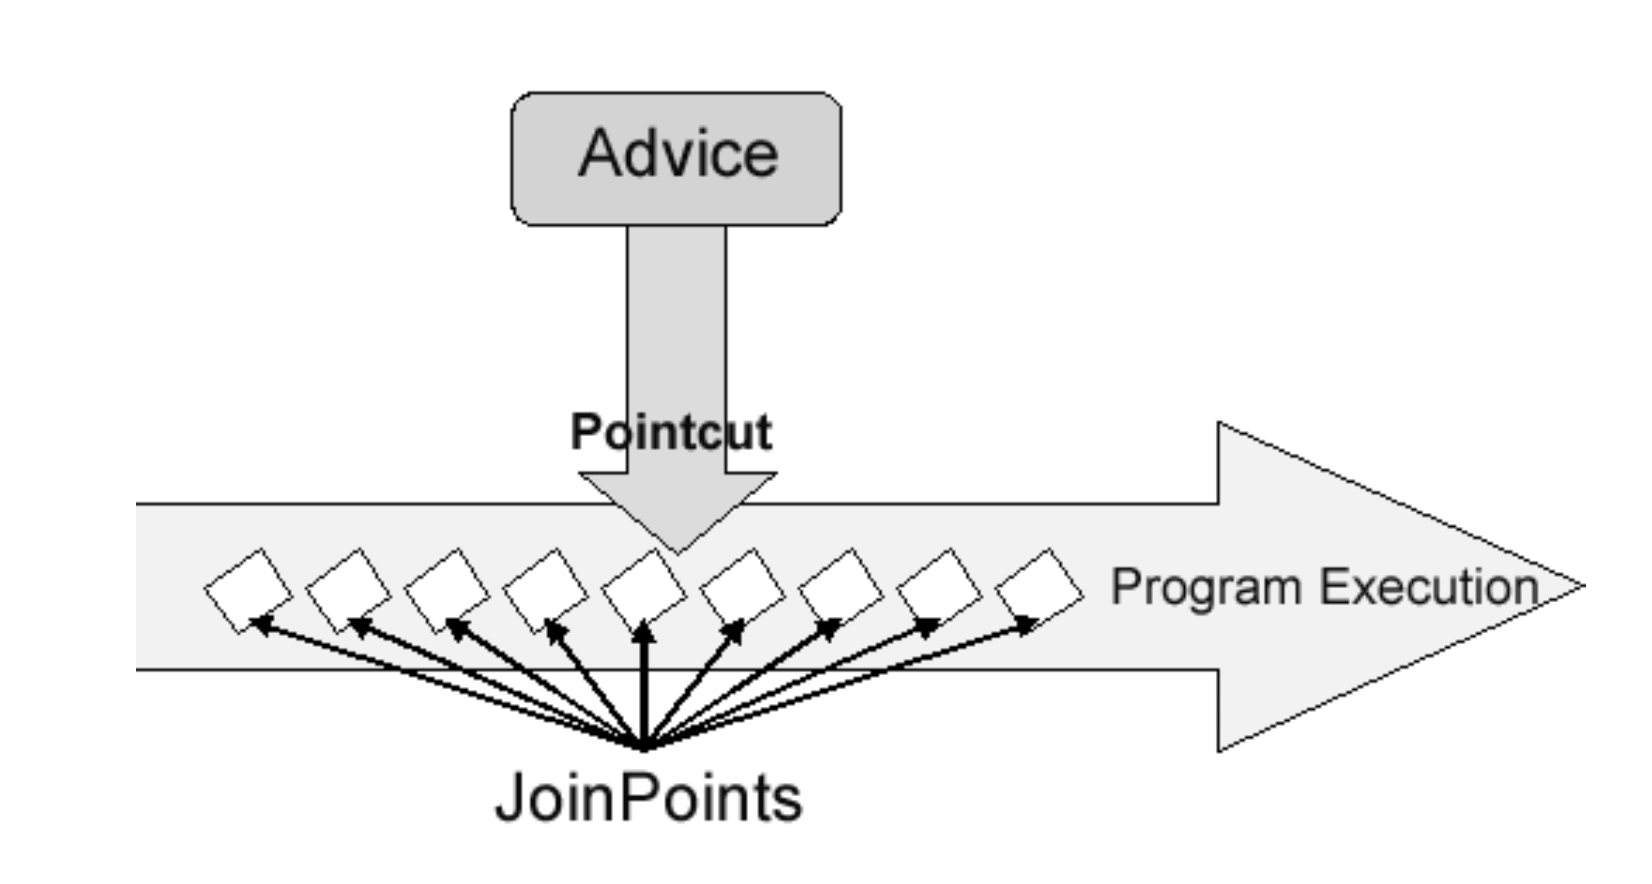 Advice
Pointcut
Program Execution
JoinPoints